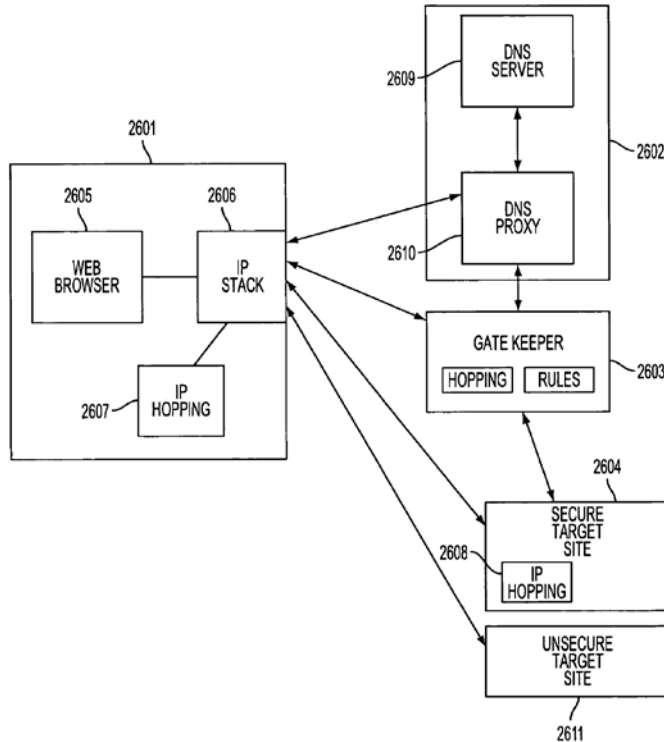 2601
2605
2606
WEB
BROWSER
IP
STACK
2607
IP
HOPPING
2602
2609
DNS
SERVER
2610
DNS
PROXY
2603
GATE KEEPER
HOPPING
RULES
2604
SECURE
TARGET
SITE
2608
IP
HOPPING
UNSECURE
TARGET
SITE
2611